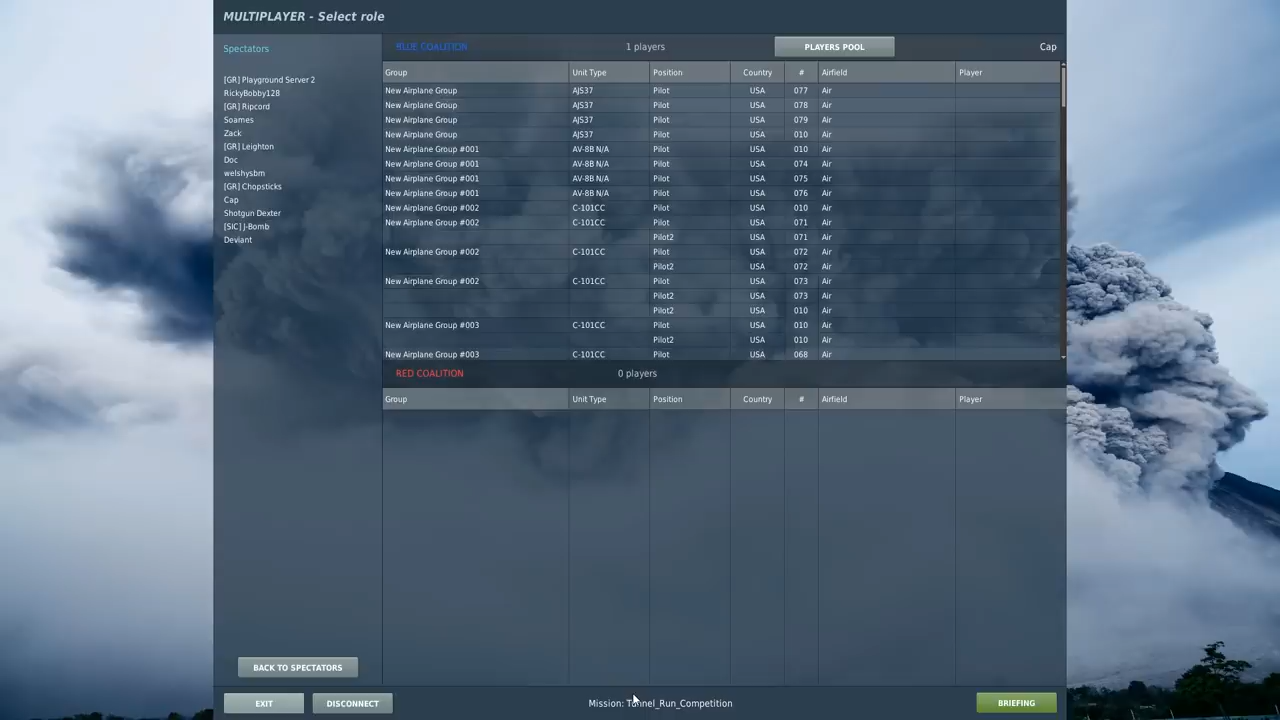 MULTIPLAYER - Select role
Spectators
[GR] Playground Server 2
RickyBobby128
[GR] Ripcord
Soames
Zack
[GR] Leighton
Doc
welshysbm
[GR] Chopsticks
Cap
Shotgun Dexter
[SIC] J-Bomb
Deviant
BLUE COALITION 1 players PLAYERS POOL Cap
Group Unit Type Position Country # Airfield Player
New Airplane Group AJS37 Pilot USA 077 Air
New Airplane Group AJS37 Pilot USA 078 Air
New Airplane Group AJS37 Pilot USA 079 Air
New Airplane Group AJS37 Pilot USA 010 Air
New Airplane Group #001 AV-8B N/A Pilot USA 010 Air
New Airplane Group #001 AV-8B N/A Pilot USA 074 Air
New Airplane Group #001 AV-8B N/A Pilot USA 075 Air
New Airplane Group #001 AV-8B N/A Pilot USA 076 Air
New Airplane Group #002 C-101CC Pilot USA 010 Air
New Airplane Group #002 C-101CC Pilot USA 071 Air
Pilot2 USA 071 Air
New Airplane Group #002 C-101CC Pilot USA 072 Air
Pilot2 USA 072 Air
New Airplane Group #002 C-101CC Pilot USA 073 Air
Pilot2 USA 073 Air
Pilot2 USA 010 Air
New Airplane Group #003 C-101CC Pilot USA 010 Air
Pilot2 USA 010 Air
New Airplane Group #003 C-101CC Pilot USA 068 Air
RED COALITION 0 players
Group Unit Type Position Country # Airfield Player
BACK TO SPECTATORS
EXIT DISCONNECT Mission: Tunnel_Run_Competition BRIEFING